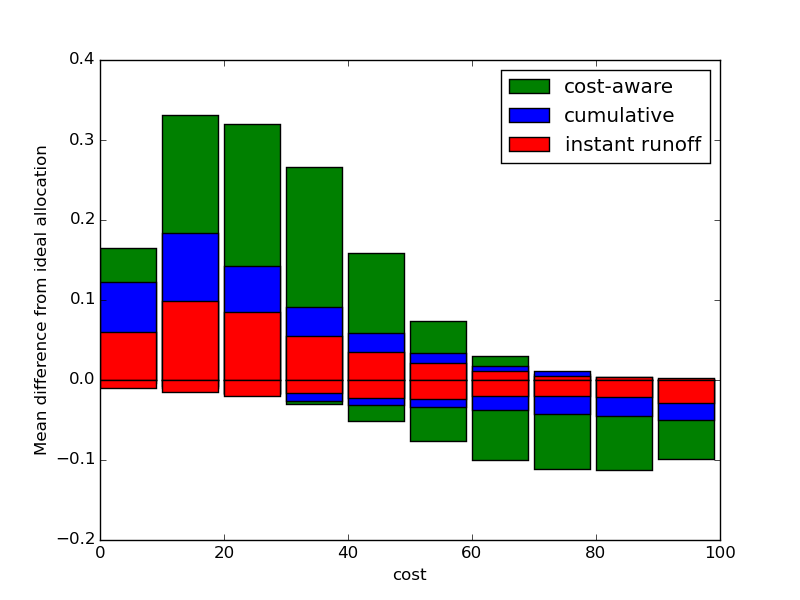 cost-aware
cumulative
instant runoff
Mean difference from ideal allocation
0.4
0.3
0.2
0.1
0.0
−0.1
−0.2
0 20 40 60 80 100
cost